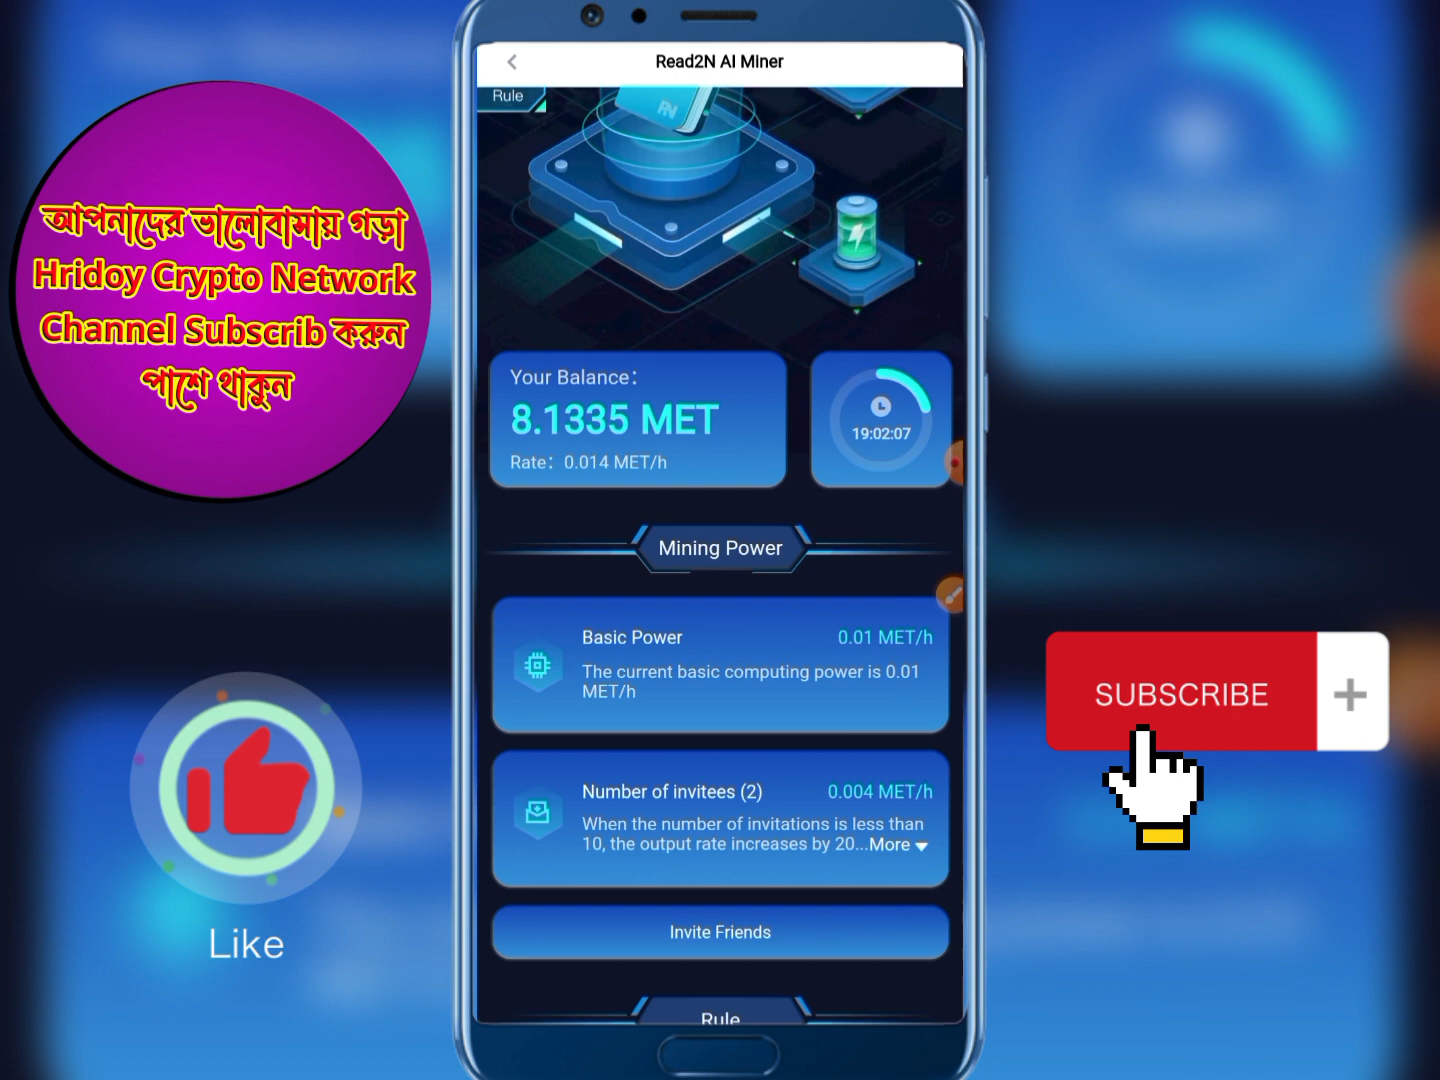 Read2N AI Miner
Rule
আপনাদের ভালোবাসায় গড়া
Hridoy Crypto Network
Channel Subscrib করুন
পাশে থাকুন
Your Balance:
8.1335 MET
Rate: 0.014 MET/h
19:02:07
Mining Power
Basic Power
0.01 MET/h
The current basic computing power is 0.01
MET/h
Number of invitees (2)
0.004 MET/h
When the number of invitations is less than
10, the output rate increases by 20...More
Invite Friends
Rule
Like
SUBSCRIBE